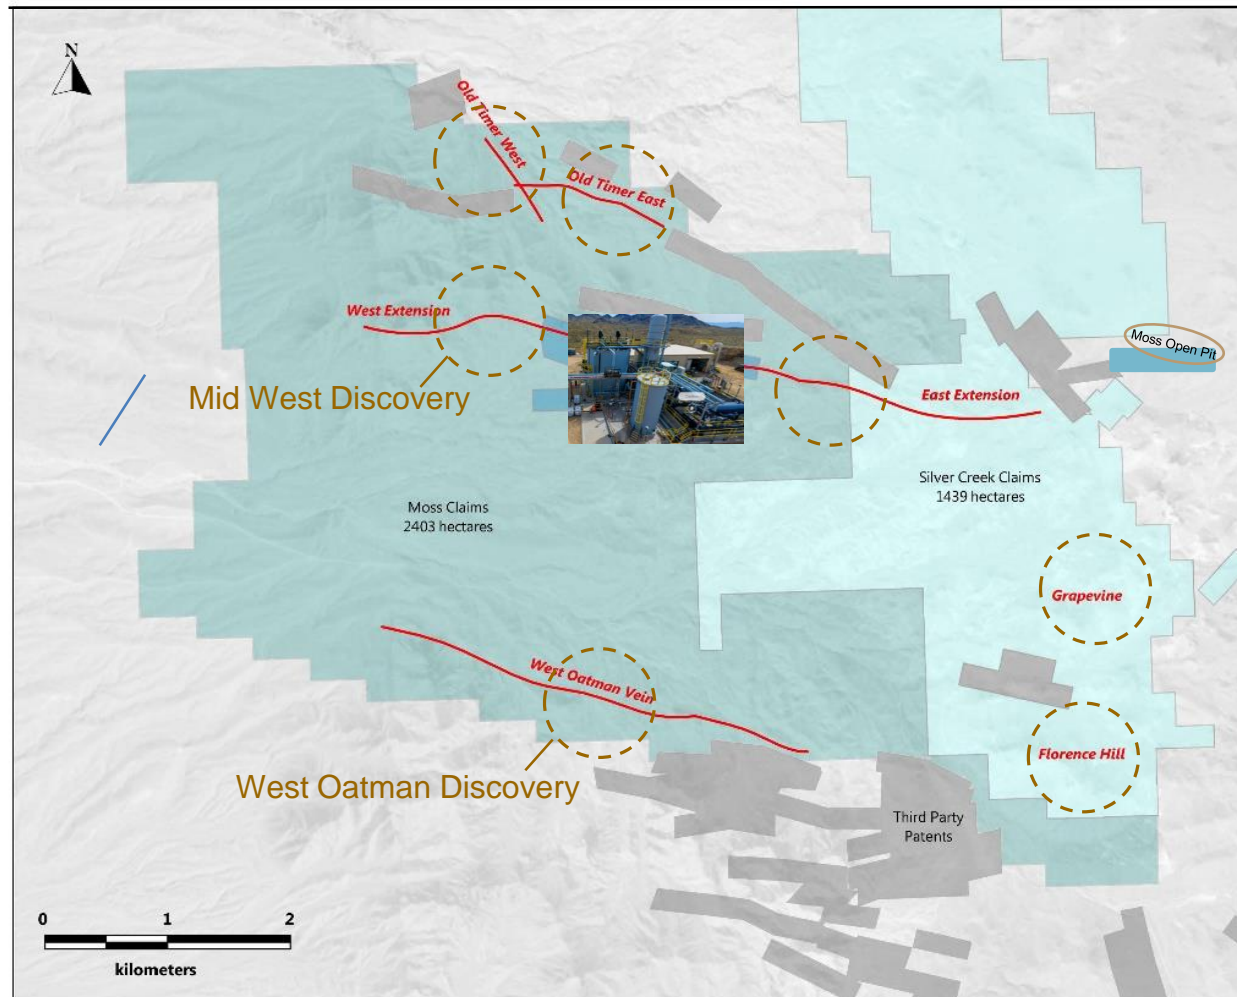 N
Old Timer West
Old Timer East
West Extension
Moss Open Pit
Mid West Discovery
East Extension
Silver Creek Claims
1439 hectares
Moss Claims
2403 hectares
Grapevine
West Oatman Vein
Florence Hill
West Oatman Discovery
Third Party
Patents
0 1 2
kilometers